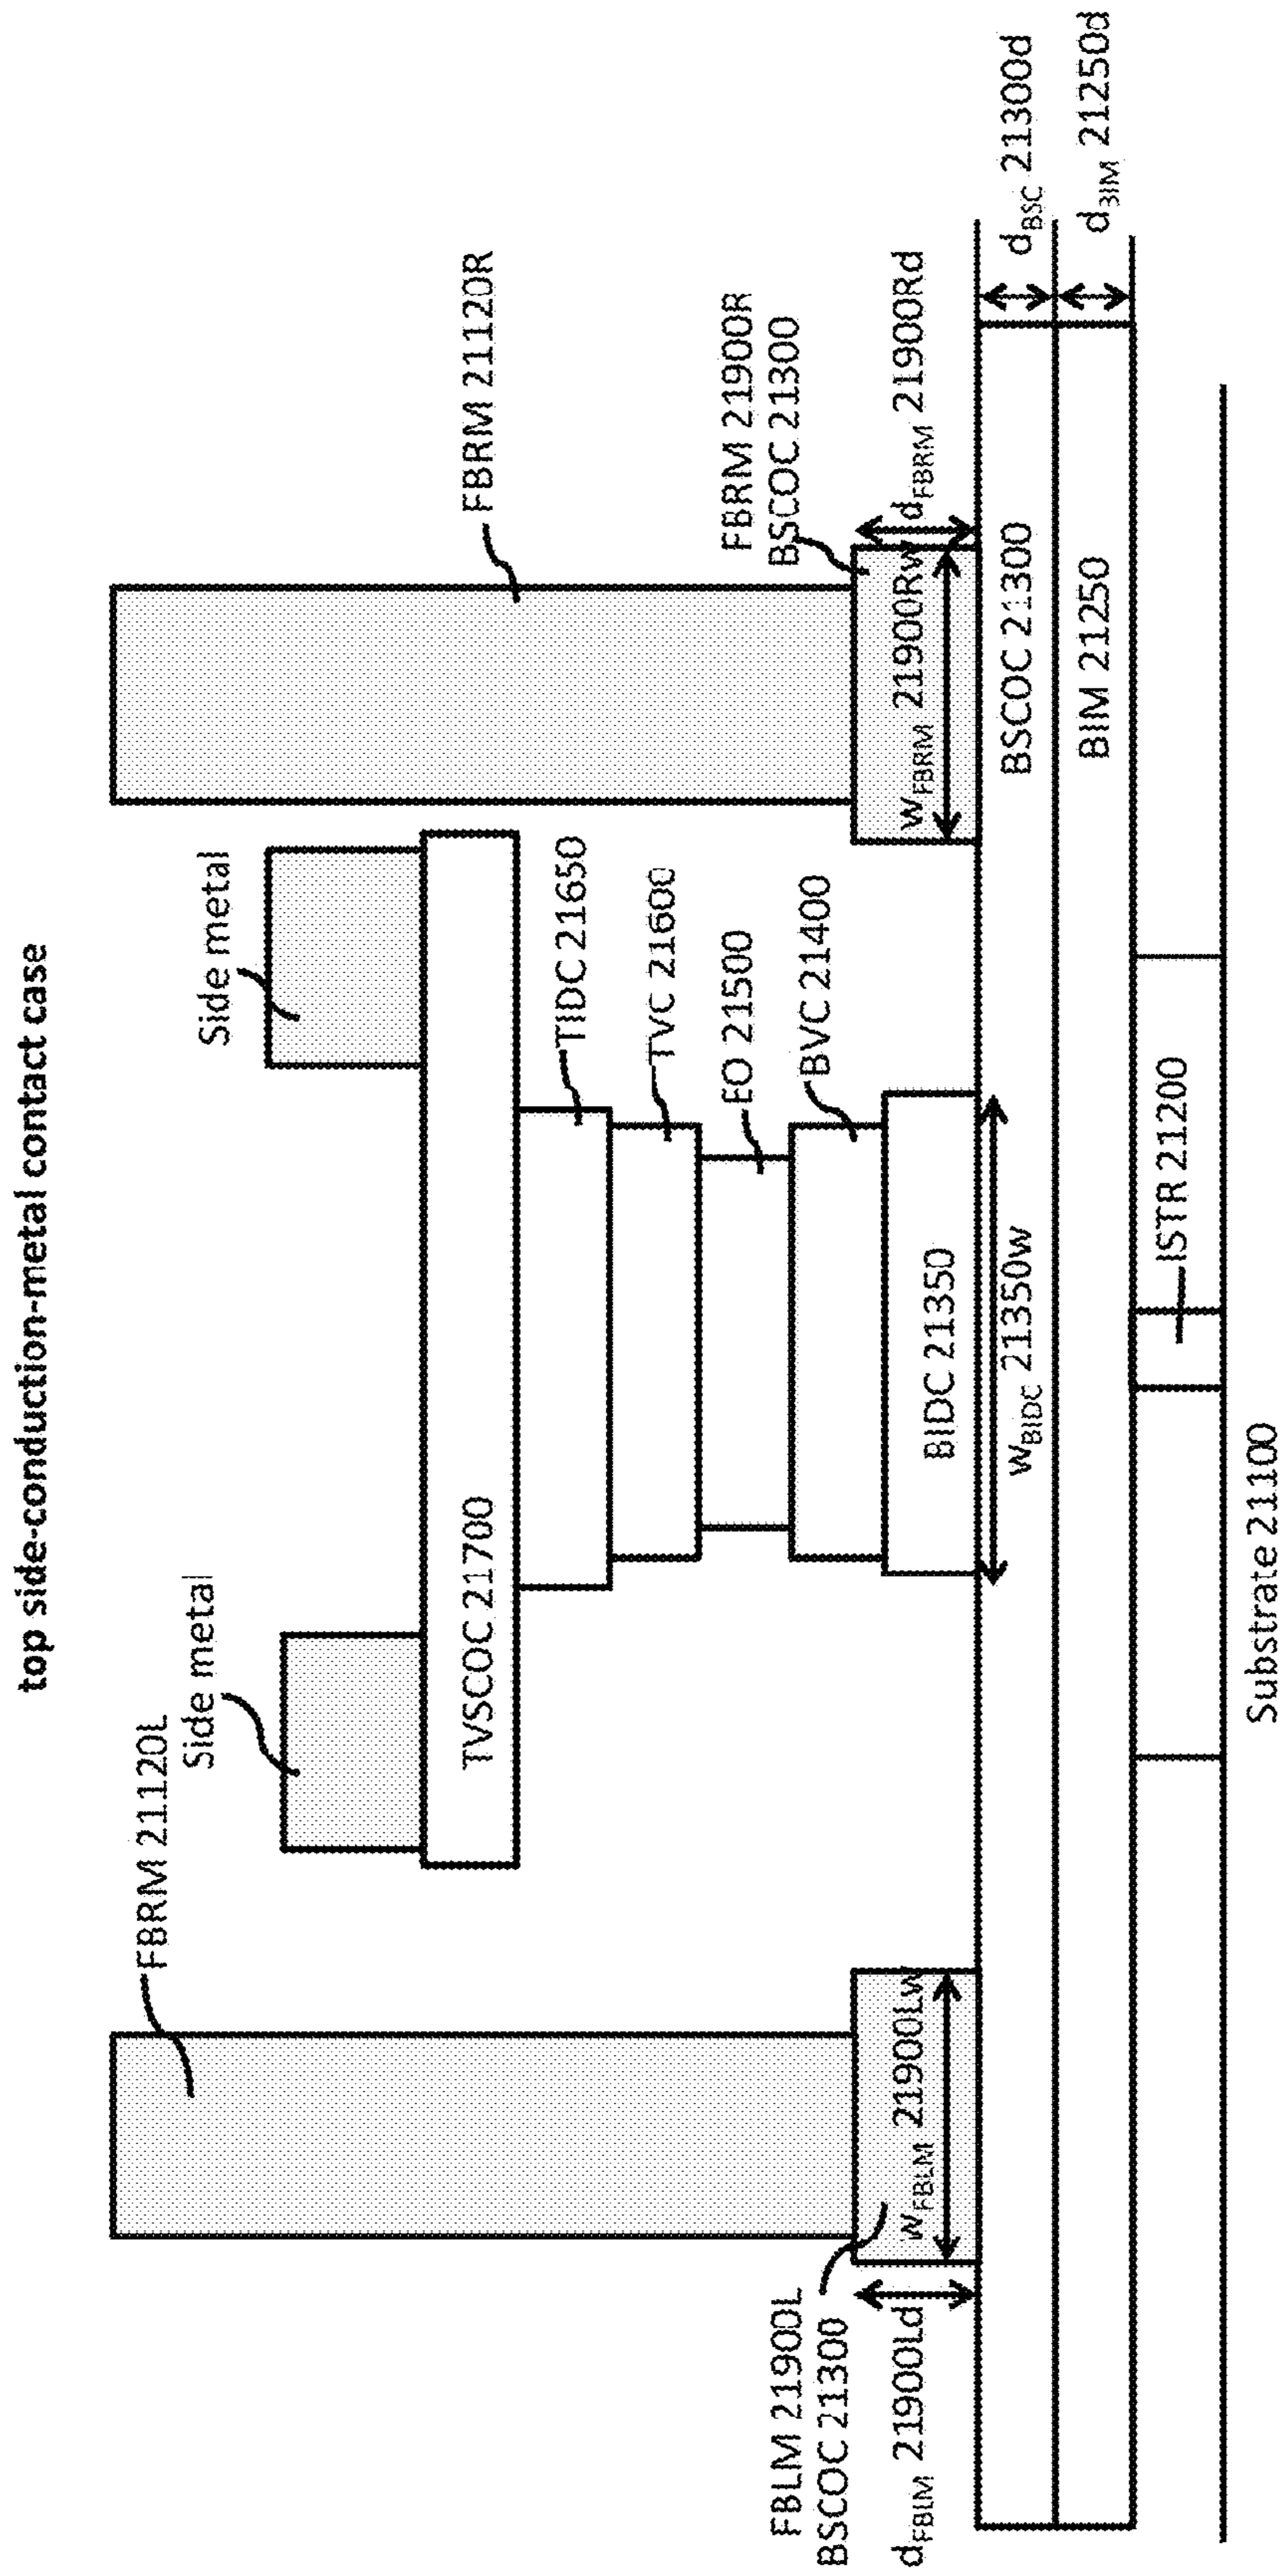 top side-conduction-metal contact case
FBRM 21120L
Side metal
Side metal
FBRM 21120R
TVSCOC 21700
TIDC 21650
TVC 21600
EO 21500
BVC 21400
BIDC 21350
wBIDC 21350w
FBLM 21900L
BSCOC 21300
dFBLM 21900Ld
wFBLM 21900Lw
FBRM 21900R
BSCOC 21300
dFBRM 21900Rd
wFBRM 21900Rw
BSCOC 21300
dBSC 21300d
BIM 21250
dBIM 21250d
ISTR 21200
Substrate 21100